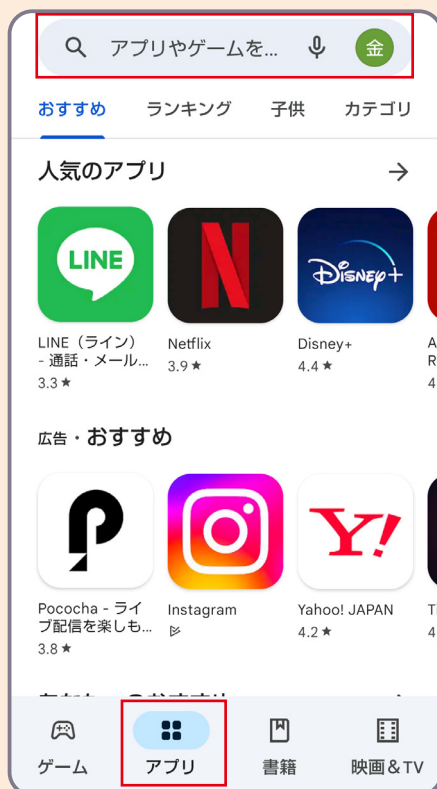 アプリやゲームを... 金
おすすめ ランキング 子供 カテゴリ
人気のアプリ
LINE
N
Disney+
LINE（ライン）
- 通話・メール...
3.3★
Netflix
3.9★
Disney+
4.4★
A
R
4
広告・おすすめ
P
Y!
Pococha - ライ
ブ配信を楽しも...
3.8★
Instagram
Yahoo! JAPAN
4.2★
4
ゲーム アプリ 書籍 映画&TV